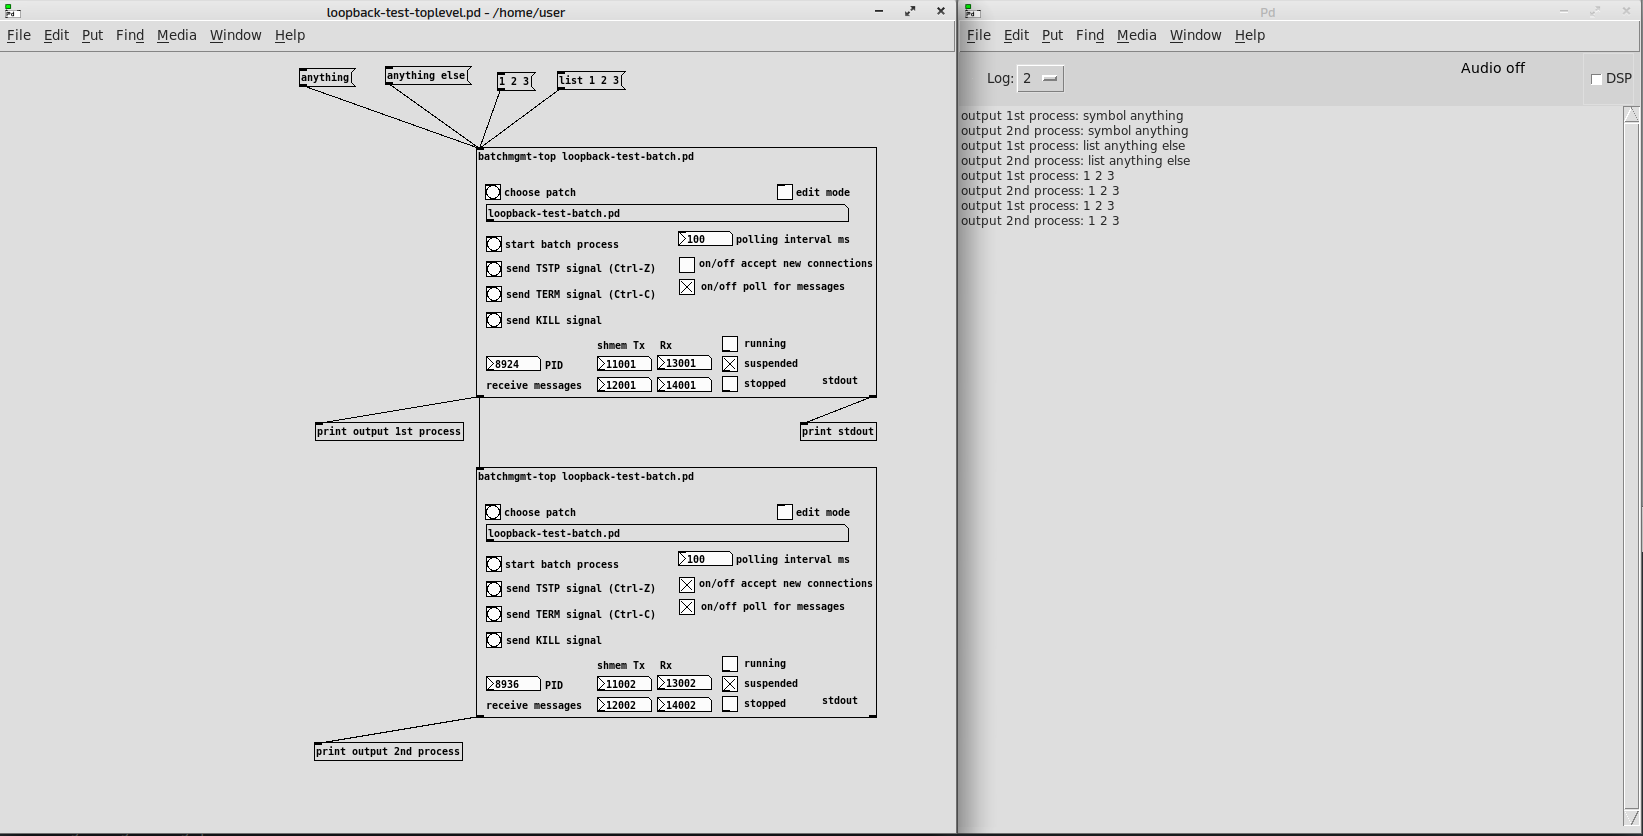 loopback-test-toplevel.pd - /home/user
File Edit Put Find Media Window Help
anything
anything else
1 2 3
list 1 2 3
batchmgmt-top loopback-test-batch.pd
choose patch
edit mode
loopback-test-batch.pd
start batch process
100 polling interval ms
send TSTP signal (Ctrl-Z)
on/off accept new connections
send TERM signal (Ctrl-C)
on/off poll for messages
send KILL signal
shmem Tx Rx
running
8924 PID
11001
13001
suspended
receive messages
12001
14001
stopped
stdout
print output 1st process
print stdout
batchmgmt-top loopback-test-batch.pd
choose patch
edit mode
loopback-test-batch.pd
start batch process
100 polling interval ms
send TSTP signal (Ctrl-Z)
on/off accept new connections
send TERM signal (Ctrl-C)
on/off poll for messages
send KILL signal
shmem Tx Rx
running
8936 PID
11002
13002
suspended
receive messages
12002
14002
stopped
stdout
print output 2nd process
Pd
File Edit Put Find Media Window Help
Log: 2
Audio off
DSP
output 1st process: symbol anything
output 2nd process: symbol anything
output 1st process: list anything else
output 2nd process: list anything else
output 1st process: 1 2 3
output 2nd process: 1 2 3
output 1st process: 1 2 3
output 2nd process: 1 2 3